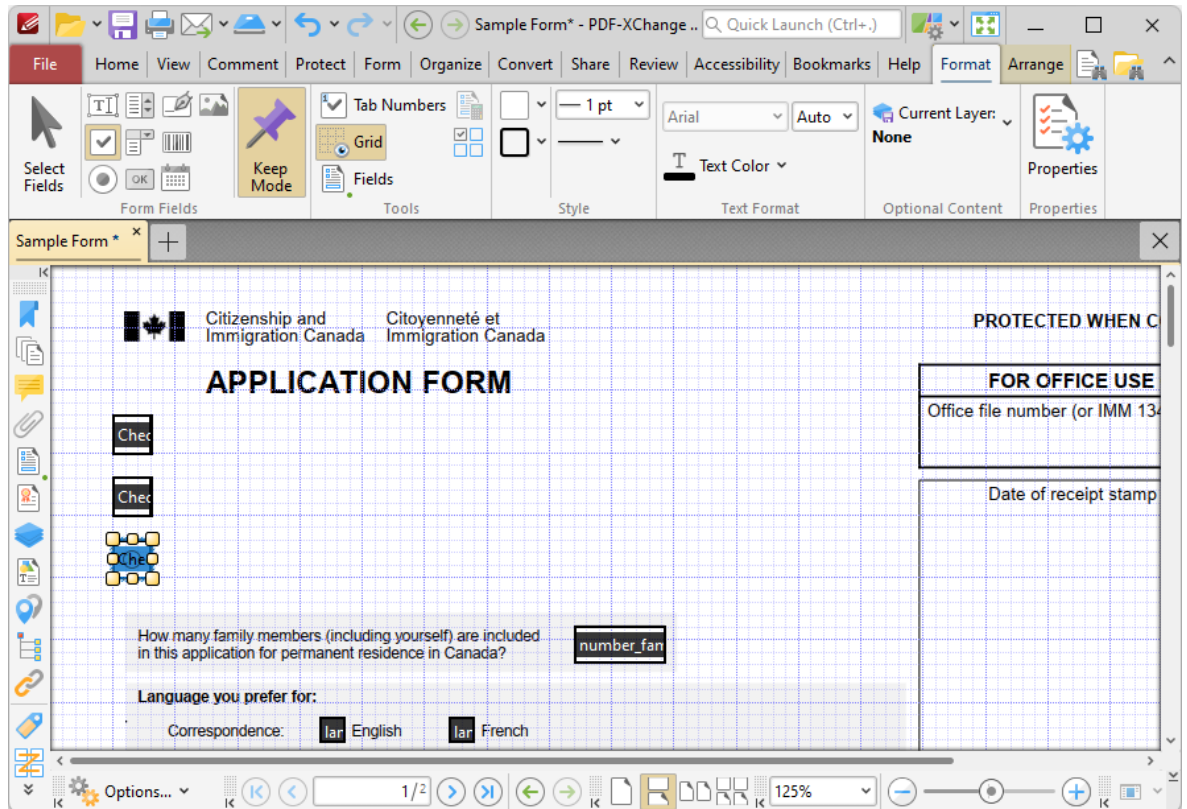 Sample Form* - PDF-XChange ..
Quick Launch (Ctrl+.)
File Home View Comment Protect Form Organize Convert Share Review Accessibility Bookmarks Help Format Arrange
Select Fields
OK
Keep Mode
Tab Numbers
Grid
Fields
1 pt
Arial
Auto
Text Color
Current Layer:
None
Properties
Form Fields Tools Style Text Format Optional Content Properties
Sample Form *
Citizenship and Citoyenneté et
Immigration Canada Immigration Canada
PROTECTED WHEN C
APPLICATION FORM
FOR OFFICE USE
Office file number (or IMM 134
Date of receipt stamp
Chec
Chec
Che
How many family members (including yourself) are included
in this application for permanent residence in Canada?
number_fan
Language you prefer for:
Correspondence: lar English lar French
Options...
1/2
125%